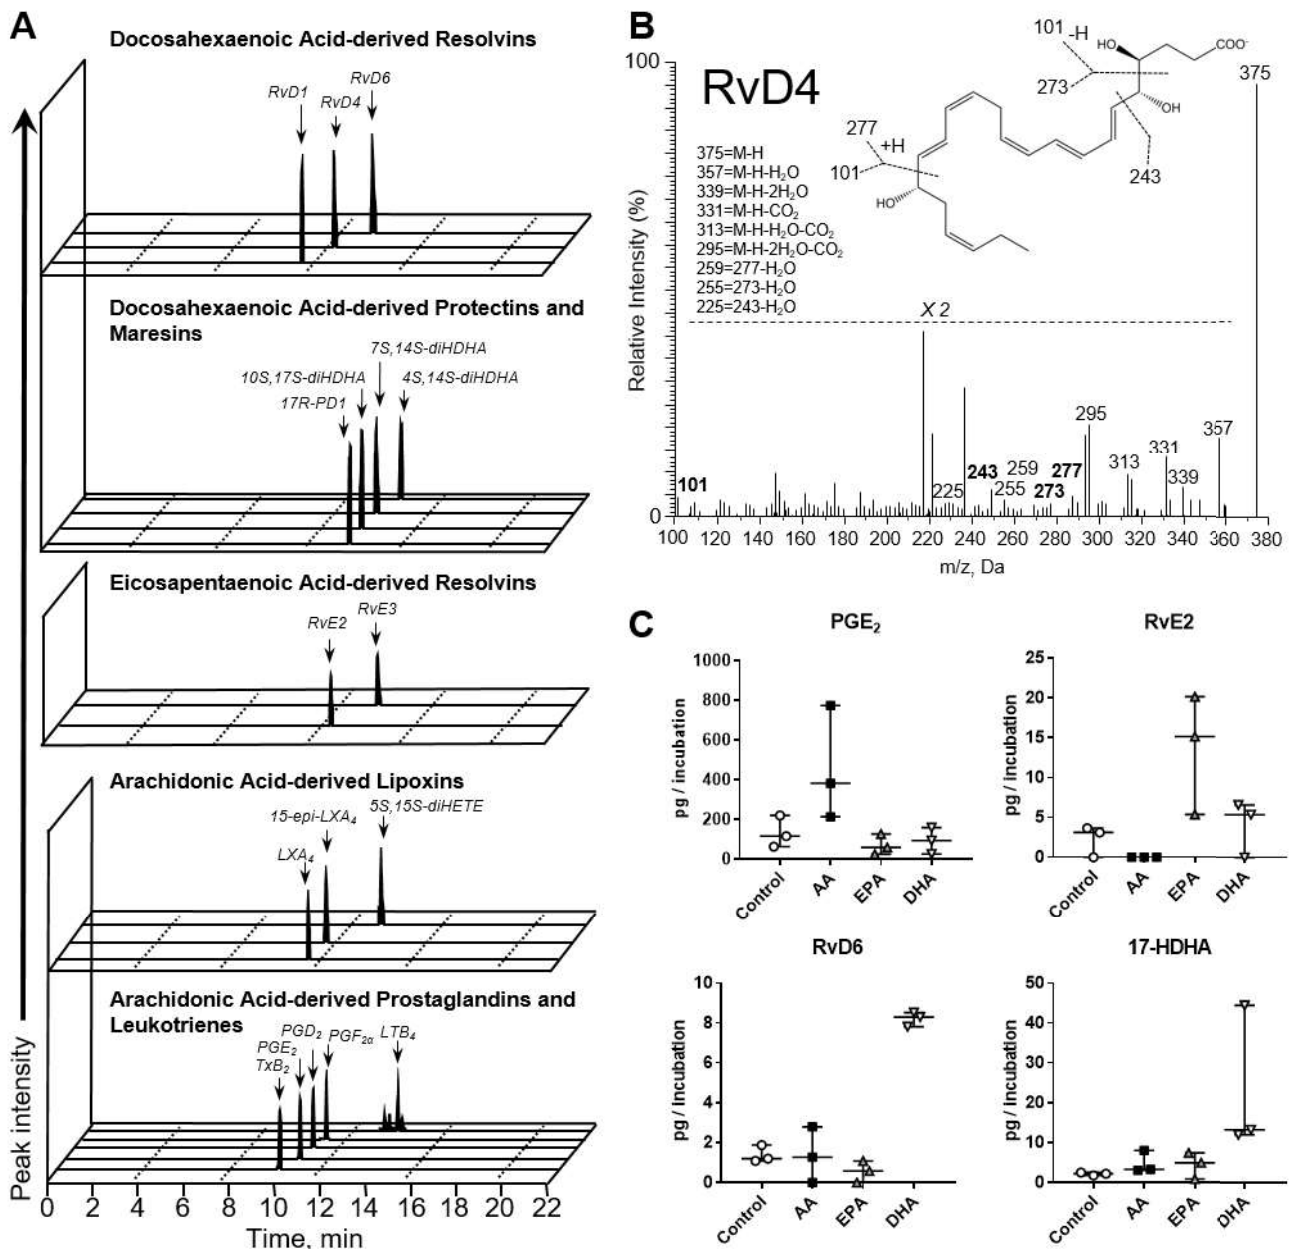 A
Docosahexaenoic Acid-derived Resolvins
RvD1
RvD4
RvD6
Docosahexaenoic Acid-derived Protectins and
Maresins
7S,14S-diHDHA
10S,17S-diHDHA
4S,14S-diHDHA
17R-PD1
Eicosapentaenoic Acid-derived Resolvins
RvE2
RvE3
Arachidonic Acid-derived Lipoxins
15-epi-LXA₄
5S,15S-diHETE
LXA₄
Arachidonic Acid-derived Prostaglandins and
Leukotrienes
PGD₂
PGF₂α
LTB₄
PGE₂
TxB₂
Peak intensity
0 2 4 6 8 10 12 14 16 18 20 22
Time, min
B
RvD4
100
0
Relative Intensity (%)
375=M-H
357=M-H-H₂O
339=M-H-2H₂O
331=M-H-CO₂
313=M-H-H₂O-CO₂
295=M-H-2H₂O-CO₂
259=277-H₂O
255=273-H₂O
225=243-H₂O
101 -H
273
HO
COO⁻
OH
243
277
+H
101
HO
375
X 2
101
225
243
255
259
273
277
295
313
331
339
357
100 120 140 160 180 200 220 240 260 280 300 320 340 360 380
m/z, Da
C
PGE₂
pg / incubation
1000
800
600
400
200
0
Control AA EPA DHA
RvE2
pg / incubation
25
20
15
10
5
0
Control AA EPA DHA
RvD6
pg / incubation
10
8
6
4
2
0
Control AA EPA DHA
17-HDHA
pg / incubation
50
40
30
20
10
0
Control AA EPA DHA